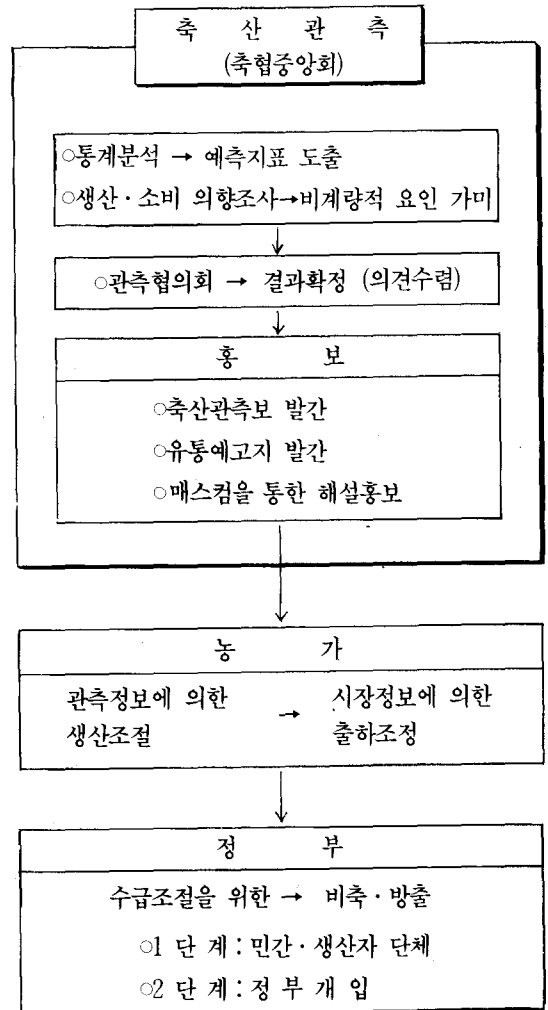 축 산 관 측
(축협중앙회)
○통계분석 → 예측지표 도출
○생산·소비 의향조사→비계량적 요인 가미
○관측협의회 → 결과확정 (의견수렴)
홍 보
○축산관측보 발간
○유통예고지 발간
○매스컴을 통한 해설홍보
농 가
관측정보에 의한 → 시장정보에 의한
생산조절 출하조정
정 부
수급조절을 위한 → 비축·방출
○1 단 계 : 민간·생산자 단체
○2 단 계 : 정 부 개 입